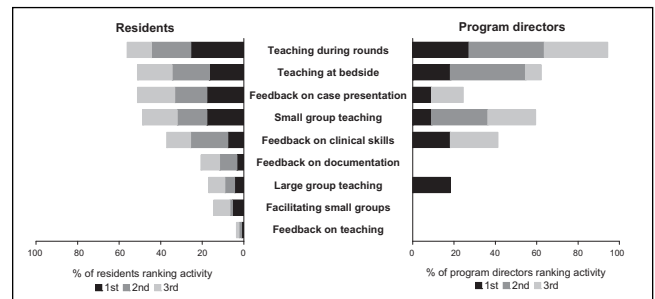 Residents
Program directors
Teaching during rounds
Teaching at bedside
Feedback on case presentation
Small group teaching
Feedback on clinical skills
Feedback on documentation
Large group teaching
Facilitating small groups
Feedback on teaching
100 80 60 40 20 0
0 20 40 60 80 100
% of residents ranking activity
1st 2nd 3rd
% of program directors ranking activity
1st 2nd 3rd